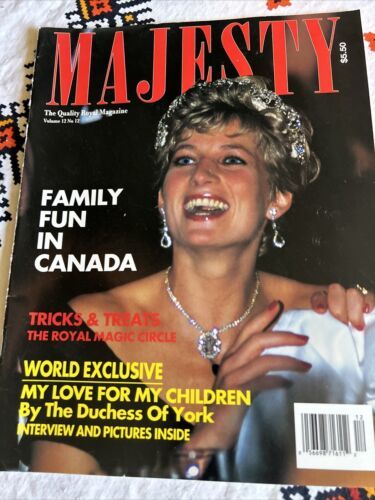 MAJESTY
$5.50
The Quality Royal Magazine
Volume 12 No 12
FAMILY
FUN
IN
CANADA
TRICKS & TREATS
THE ROYAL MAGIC CIRCLE
WORLD EXCLUSIVE
MY LOVE FOR MY CHILDREN
By The Duchess Of York
INTERVIEW AND PICTURES INSIDE
12